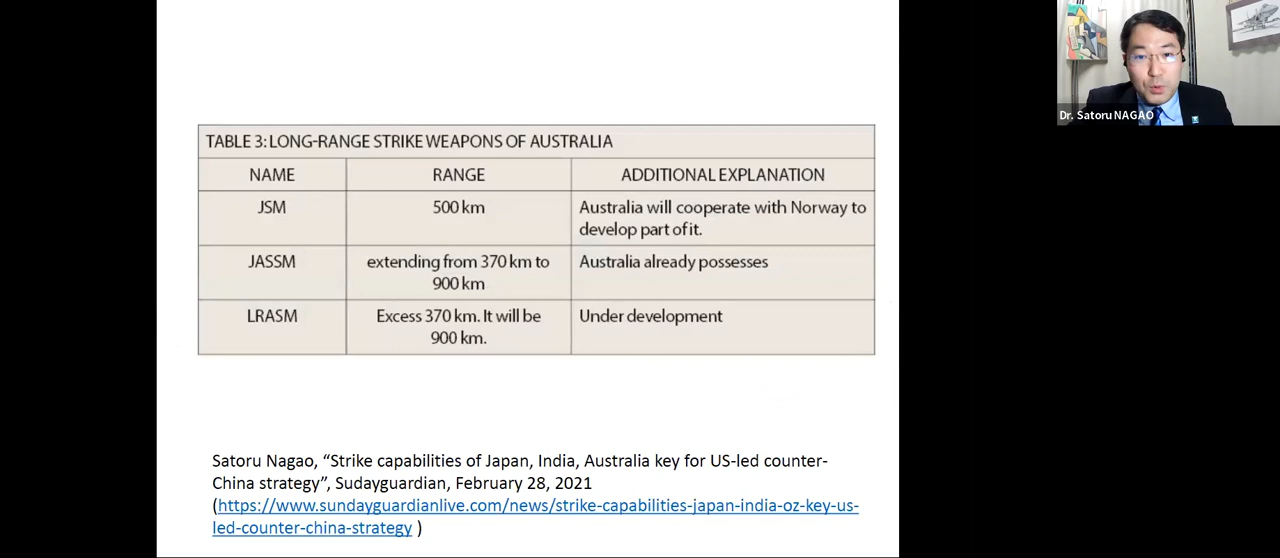 TABLE 3: LONG-RANGE STRIKE WEAPONS OF AUSTRALIA
NAME RANGE ADDITIONAL EXPLANATION
JSM 500 km Australia will cooperate with Norway to
develop part of it.
JASSM extending from 370 km to Australia already possesses
900 km
LRASM Excess 370 km. It will be Under development
900 km.
Satoru Nagao, “Strike capabilities of Japan, India, Australia key for US-led counter-
China strategy”, Sudayguardian, February 28, 2021
(https://www.sundayguardianlive.com/news/strike-capabilities-japan-india-oz-key-us-
led-counter-china-strategy )
Dr. Satoru NAGAO